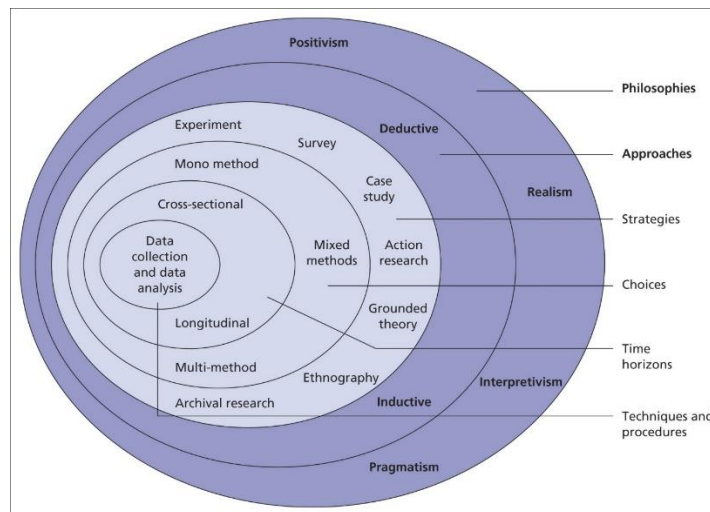 Positivism
Philosophies
Experiment
Survey
Deductive
Approaches
Mono method
Case
study
Realism
Cross-sectional
Strategies
Data
collection
and data
analysis
Mixed
methods
Action
research
Choices
Longitudinal
Grounded
theory
Time
horizons
Multi-method
Ethnography
Interpretivism
Archival research
Inductive
Techniques and
procedures
Pragmatism